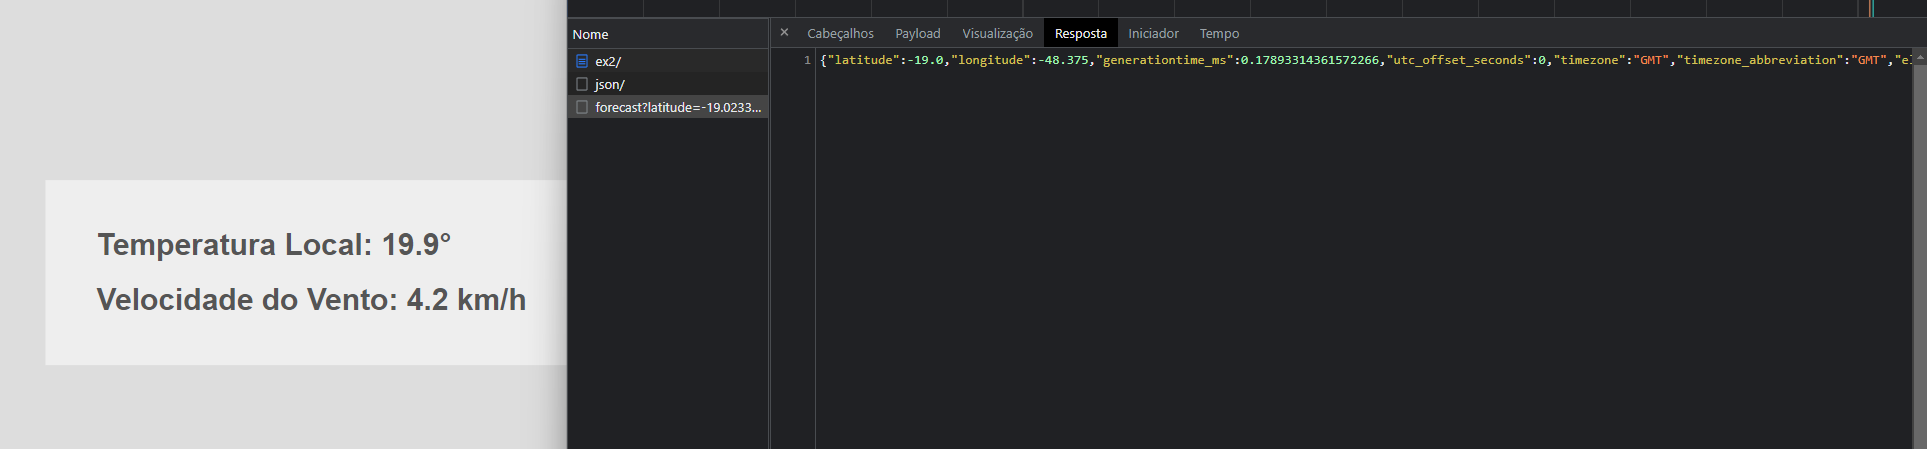 Temperatura Local: 19.9°
Velocidade do Vento: 4.2 km/h
Nome
ex2/
json/
forecast?latitude=-19.0233...
× Cabeçalhos Payload Visualização Resposta Iniciador Tempo
1 {"latitude":-19.0,"longitude":-48.375,"generationtime_ms":0.17893314361572266,"utc_offset_seconds":0,"timezone":"GMT","timezone_abbreviation":"GMT","el